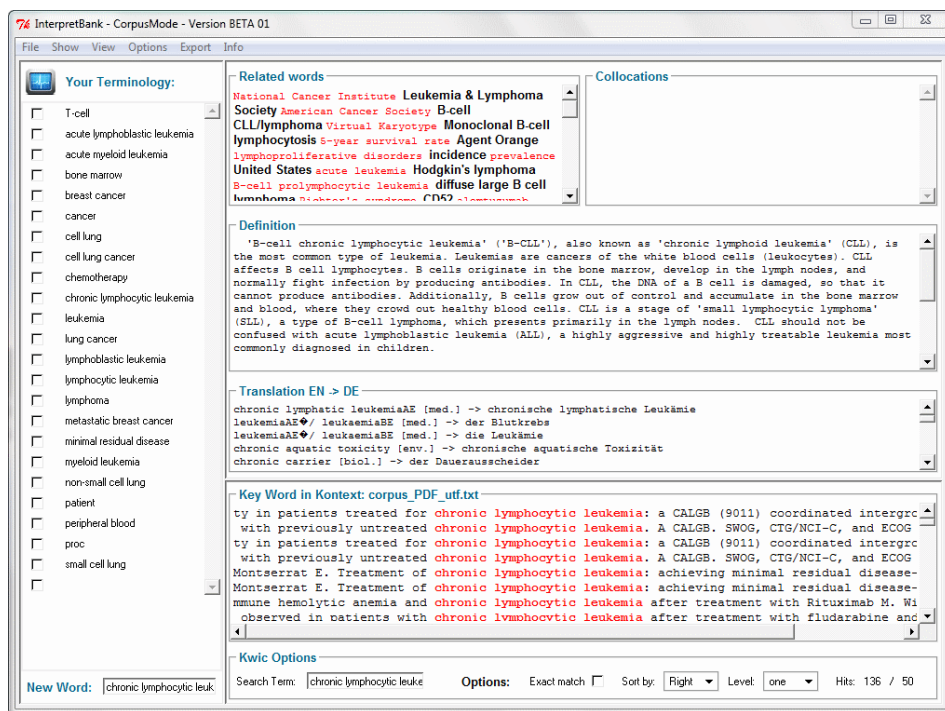 InterpretBank - CorpusMode - Version BETA 01
File Show View Options Export Info
Your Terminology:
T-cell
acute lymphoblastic leukemia
acute myeloid leukemia
bone marrow
breast cancer
cancer
cell lung
cell lung cancer
chemotherapy
chronic lymphocytic leukemia
leukemia
lung cancer
lymphoblastic leukemia
lymphocytic leukemia
lymphoma
metastatic breast cancer
minimal residual disease
myeloid leukemia
non-small cell lung
patient
peripheral blood
proc
small cell lung
New Word: chronic lymphocytic leuk
Related words
National Cancer Institute Leukemia & Lymphoma
Society American Cancer Society B-cell
CLL/lymphoma Virtual Karyotype Monoclonal B-cell
lymphocytosis 5-year survival rate Agent Orange
lymphoproliferative disorders incidence prevalence
United States acute leukemia Hodgkin's lymphoma
B-cell prolymphocytic leukemia diffuse large B cell
lymphoma Richter's syndrome CD52 alemtuzumab
Collocations
Definition
'B-cell chronic lymphocytic leukemia' ('B-CLL'), also known as 'chronic lymphoid leukemia' (CLL), is
the most common type of leukemia. Leukemias are cancers of the white blood cells (leukocytes). CLL
affects B cell lymphocytes. B cells originate in the bone marrow, develop in the lymph nodes, and
normally fight infection by producing antibodies. In CLL, the DNA of a B cell is damaged, so that it
cannot produce antibodies. Additionally, B cells grow out of control and accumulate in the bone marrow
and blood, where they crowd out healthy blood cells. CLL is a stage of 'small lymphocytic lymphoma'
(SLL), a type of B-cell lymphoma, which presents primarily in the lymph nodes. CLL should not be
confused with acute lymphoblastic leukemia (ALL), a highly aggressive and highly treatable leukemia most
commonly diagnosed in children.
Translation EN -> DE
chronic lymphatic leukemiaAE [med.] -> chronische lymphatische Leukämie
leukemiaAE�/ leukaemiaBE [med.] -> der Blutkrebs
leukemiaAE�/ leukaemiaBE [med.] -> die Leukämie
chronic aquatic toxicity [env.] -> chronische aquatische Toxizität
chronic carrier [biol.] -> der Dauerausscheider
Key Word in Kontext: corpus_PDF_utf.txt
ty in patients treated for chronic lymphocytic leukemia: a CALGB (9011) coordinated intergro
with previously untreated chronic lymphocytic leukemia. A CALGB. SWOG, CTG/NCI-C, and ECOG
ty in patients treated for chronic lymphocytic leukemia: a CALGB (9011) coordinated intergro
with previously untreated chronic lymphocytic leukemia. A CALGB. SWOG, CTG/NCI-C, and ECOG
Montserrat E. Treatment of chronic lymphocytic leukemia: achieving minimal residual disease-
Montserrat E. Treatment of chronic lymphocytic leukemia: achieving minimal residual disease-
mmune hemolytic anemia and chronic lymphocytic leukemia after treatment with Rituximab M. Wi
observed in patients with chronic lymphocytic leukemia after treatment with fludarabine and
Kwic Options
Search Term: chronic lymphocytic leuke Options: Exact match Sort by: Right Level: one Hits: 136 / 50